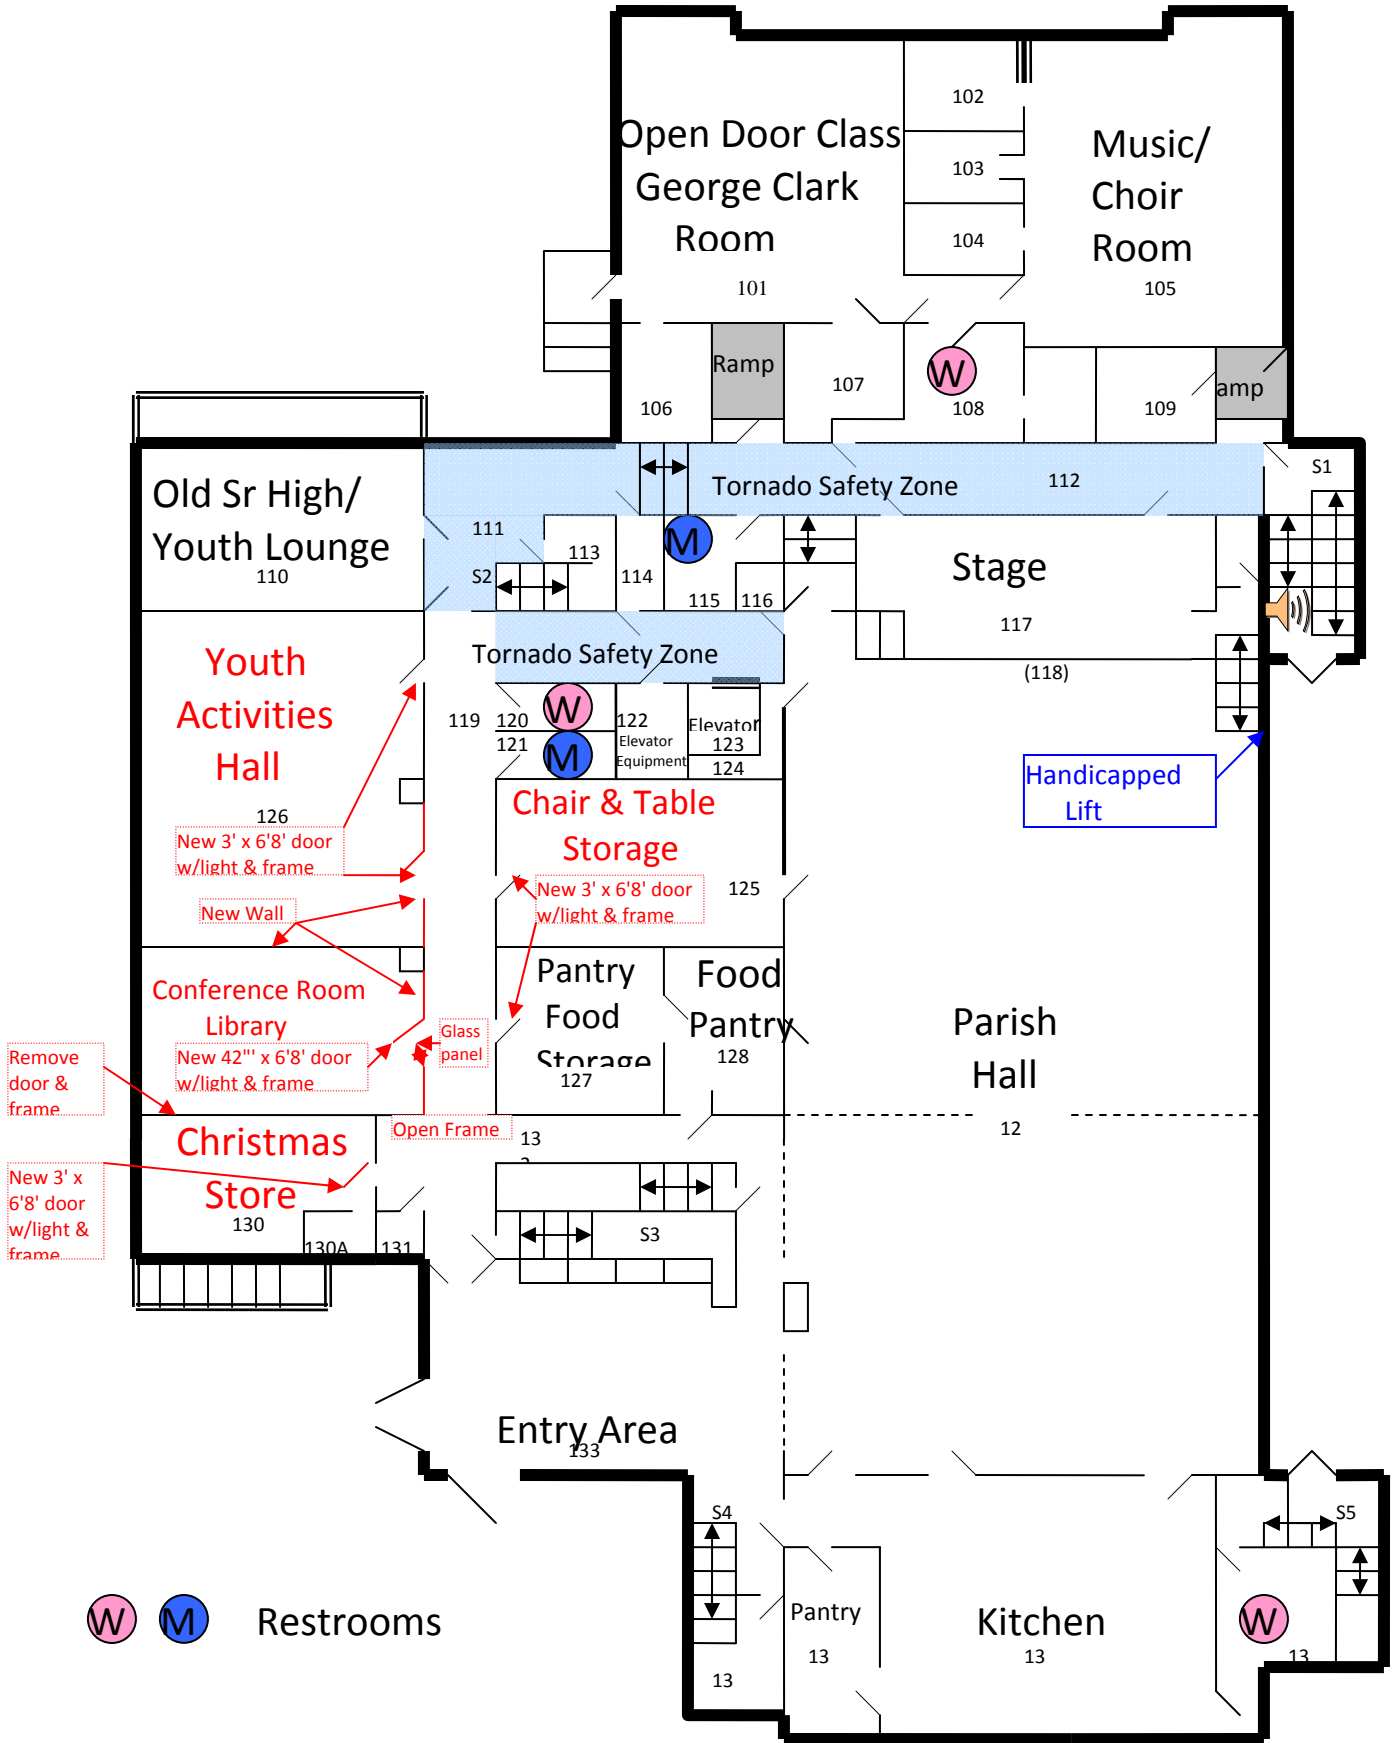 102
Open Door Class
Music/
George Clark
103
Choir
Room
104
Room
101
105
Ramp
W
107
amp
106
108
109
Old Sr High/
S1
Tornado Safety Zone
112
Youth Lounge
111
M
113
Stage
110
S2
114
115
116
117
Youth
Tornado Safety Zone
(118)
Activities
119
120
W
122
Elevator
Hall
121
M
Elevator
123
Equipment
124
Handicapped
Lift
Chair & Table
126
Storage
New 3' x 6'8' door
w/light & frame
125
New 3' x 6'8' door
w/light & frame
New Wall
Pantry
Food
Food
Pantry
Storage
127
128
Conference Room
Library
Glass
panel
New 42"' x 6'8' door
w/light & frame
Parish
Hall
12
Remove
door &
frame
Open Frame
13
Christmas
Store
New 3' x
6'8' door
w/light &
frame
130
S3
130A
131
Entry Area
133
S4
S5
W
M
Restrooms
Pantry
Kitchen
W
13
13
13
13